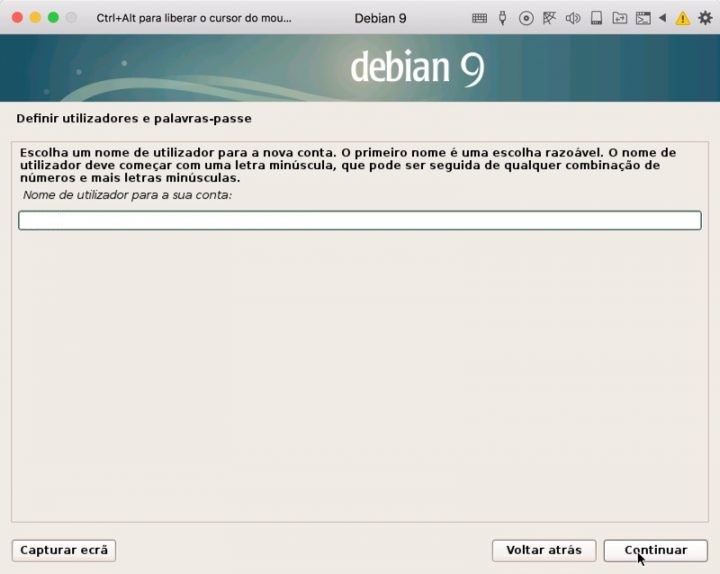 Ctrl+Alt para liberar o cursor do mou... Debian 9
debian 9
Definir utilizadores e palavras-passe
Escolha um nome de utilizador para a nova conta. O primeiro nome é uma escolha razoável. O nome de
utilizador deve começar com uma letra minúscula, que pode ser seguida de qualquer combinação de
números e mais letras minúsculas.
Nome de utilizador para a sua conta:
Capturar ecrã Voltar atrás Continuar